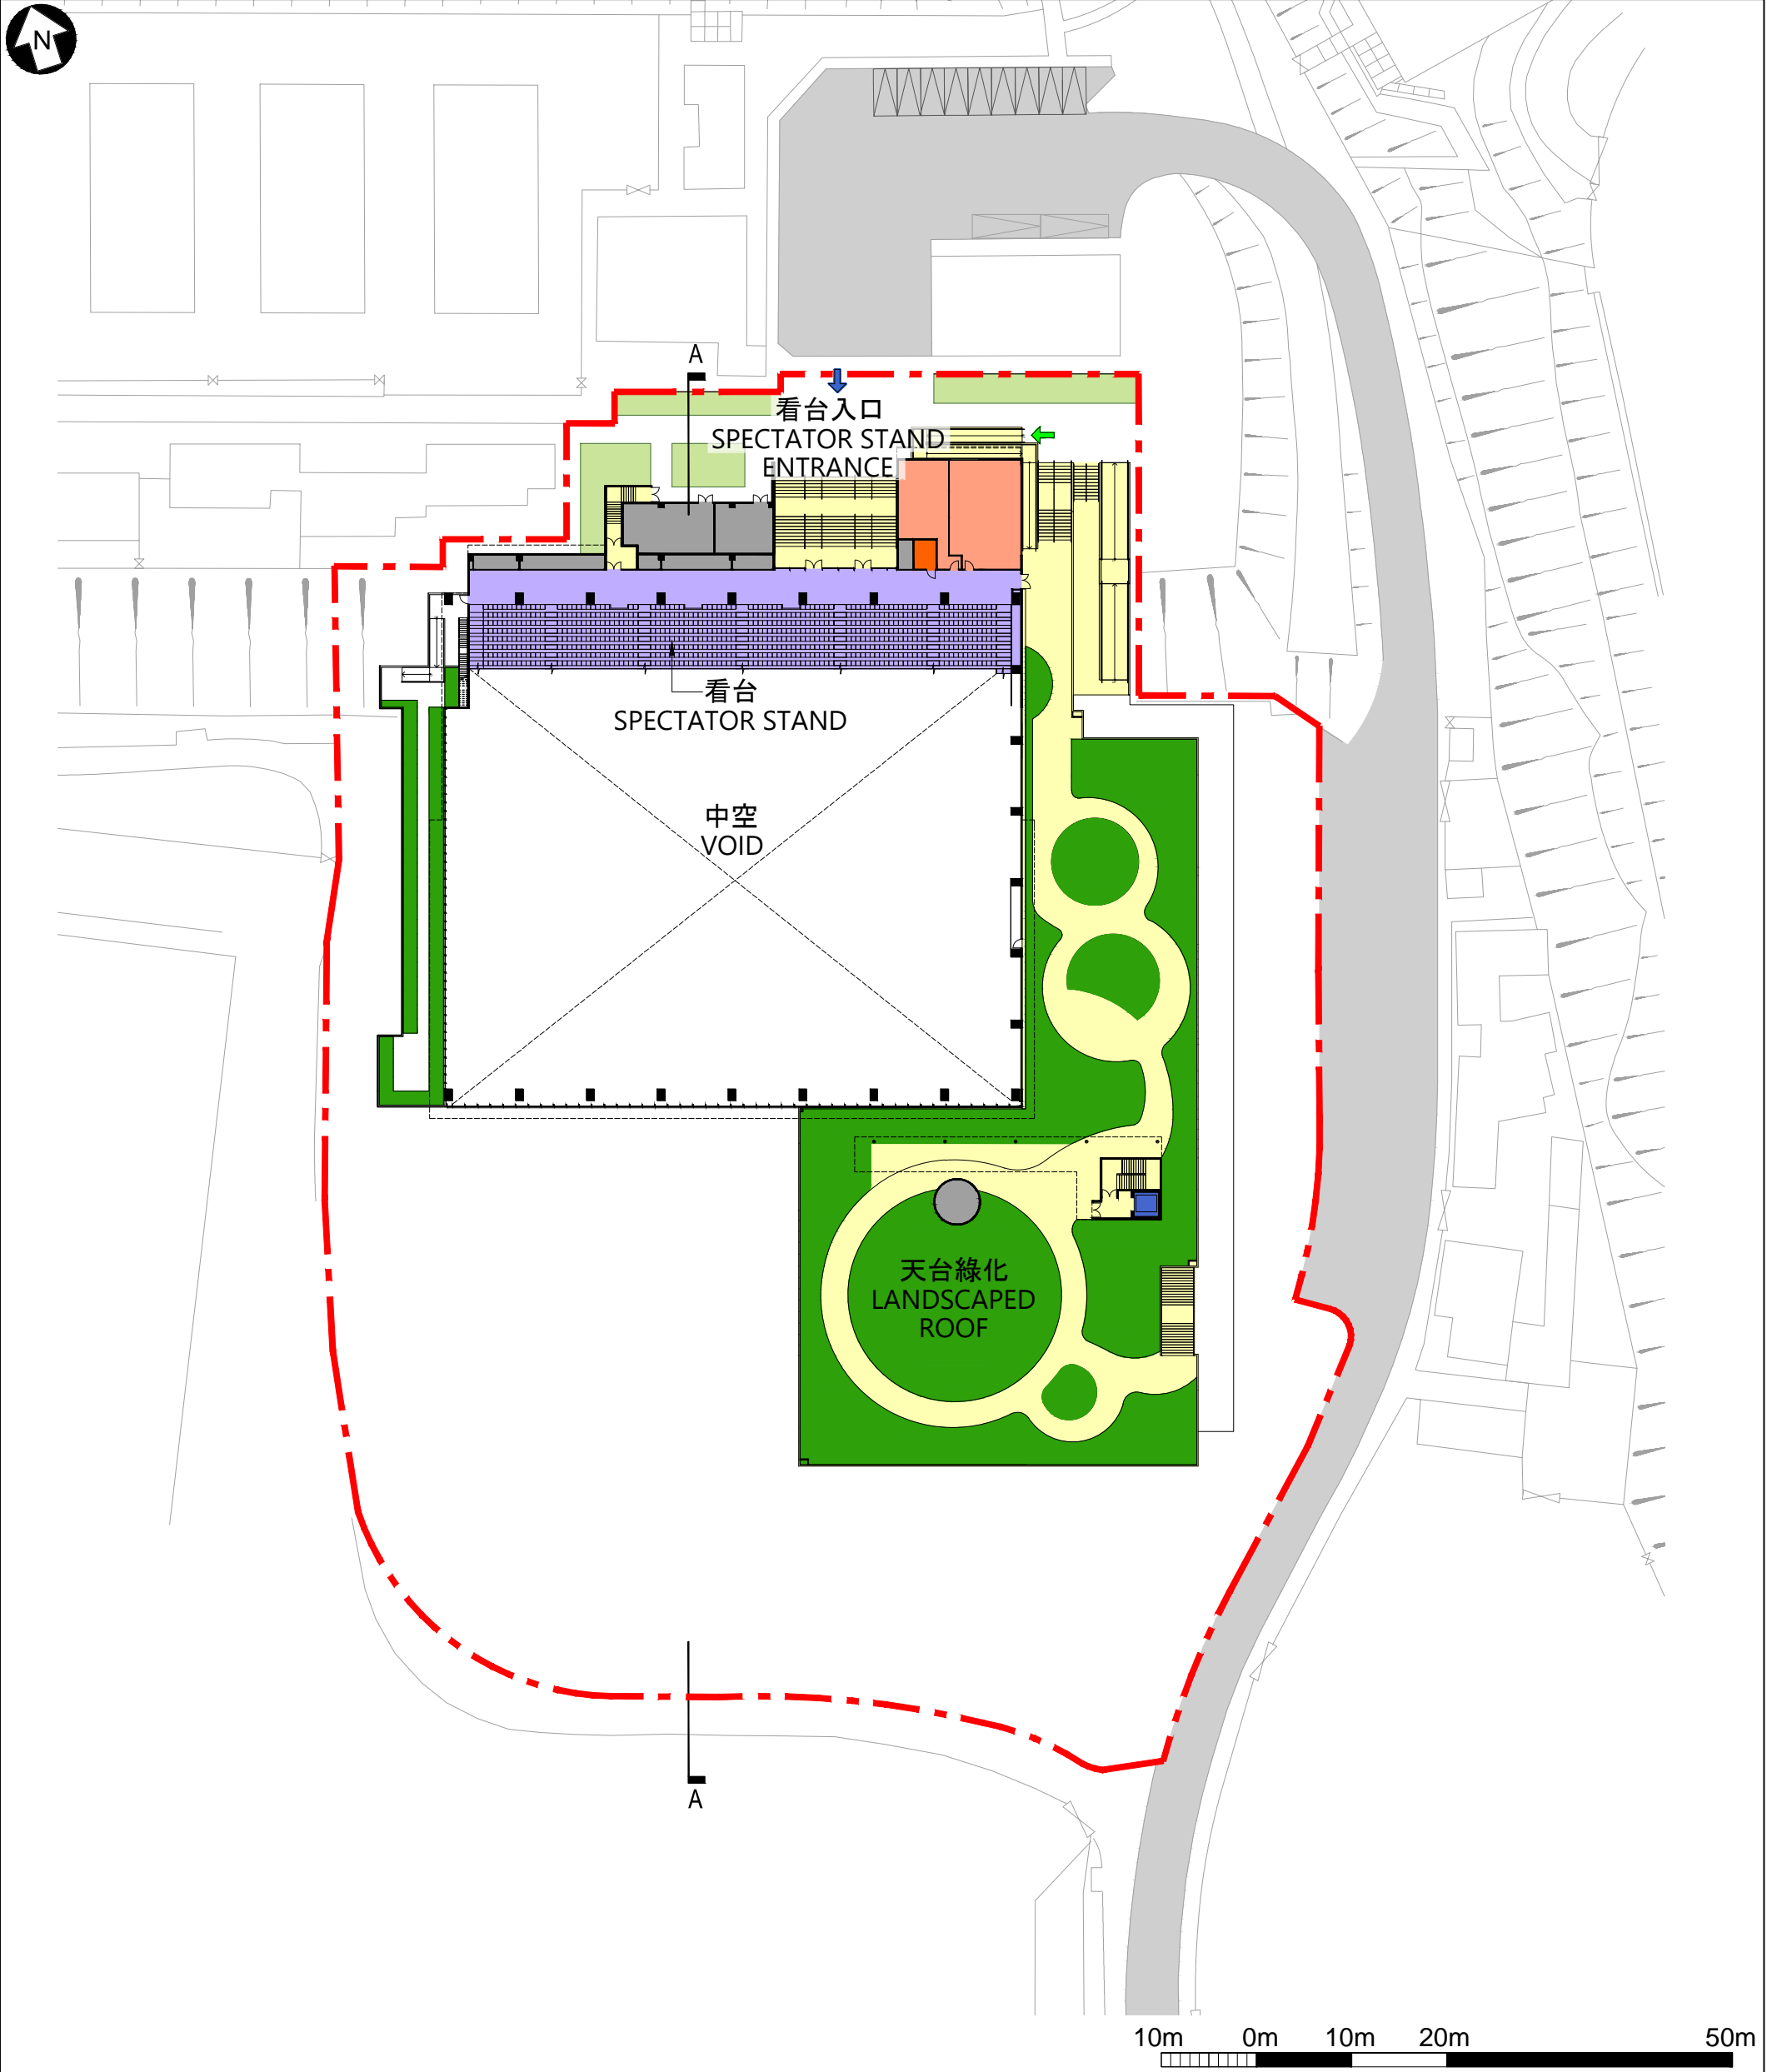 N
A
看台入口
SPECTATOR STAND
ENTRANCE
看台
SPECTATOR STAND
中空
VOID
天台綠化
LANDSCAPED
ROOF
A
10m 0m 10m 20m 50m